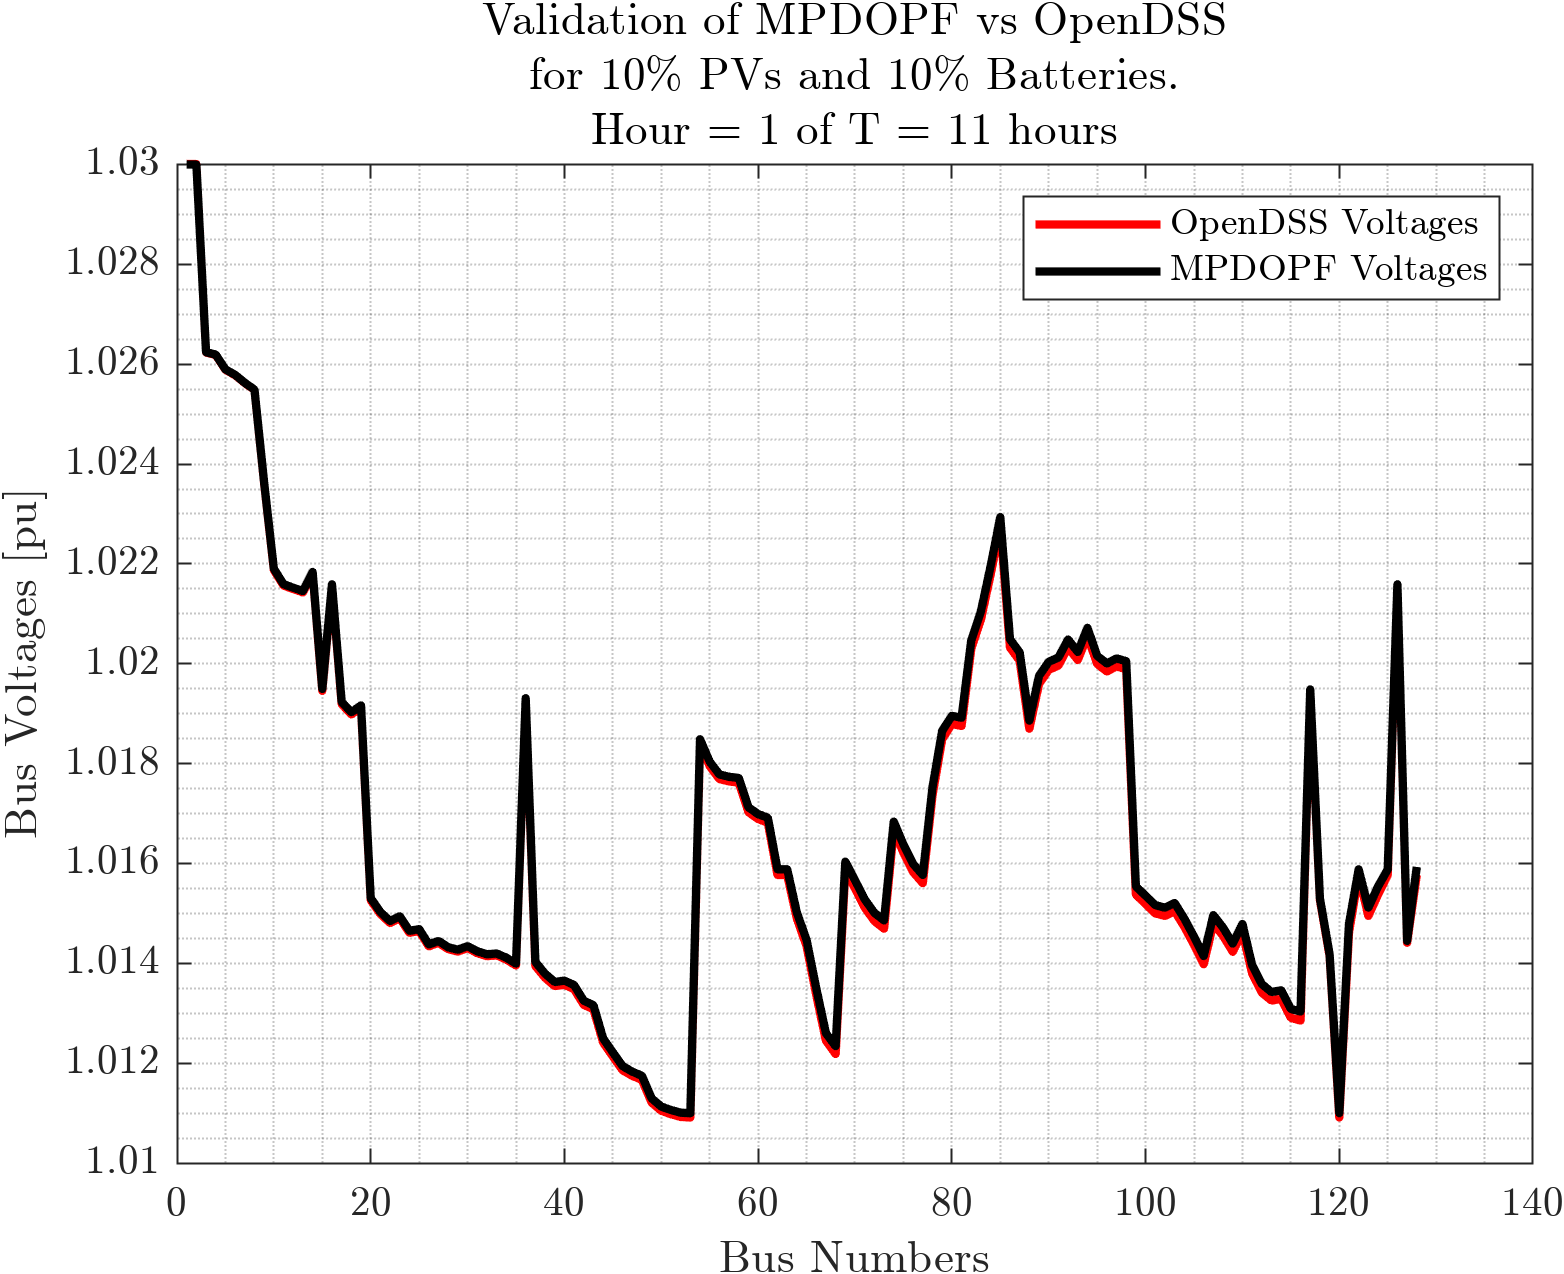 Validation of MPDOPF vs OpenDSS
for 10% PVs and 10% Batteries.
Hour = 1 of T = 11 hours
OpenDSS Voltages
MPDOPF Voltages
Bus Voltages [pu]
1.03
1.028
1.026
1.024
1.022
1.02
1.018
1.016
1.014
1.012
1.01
0 20 40 60 80 100 120 140
Bus Numbers